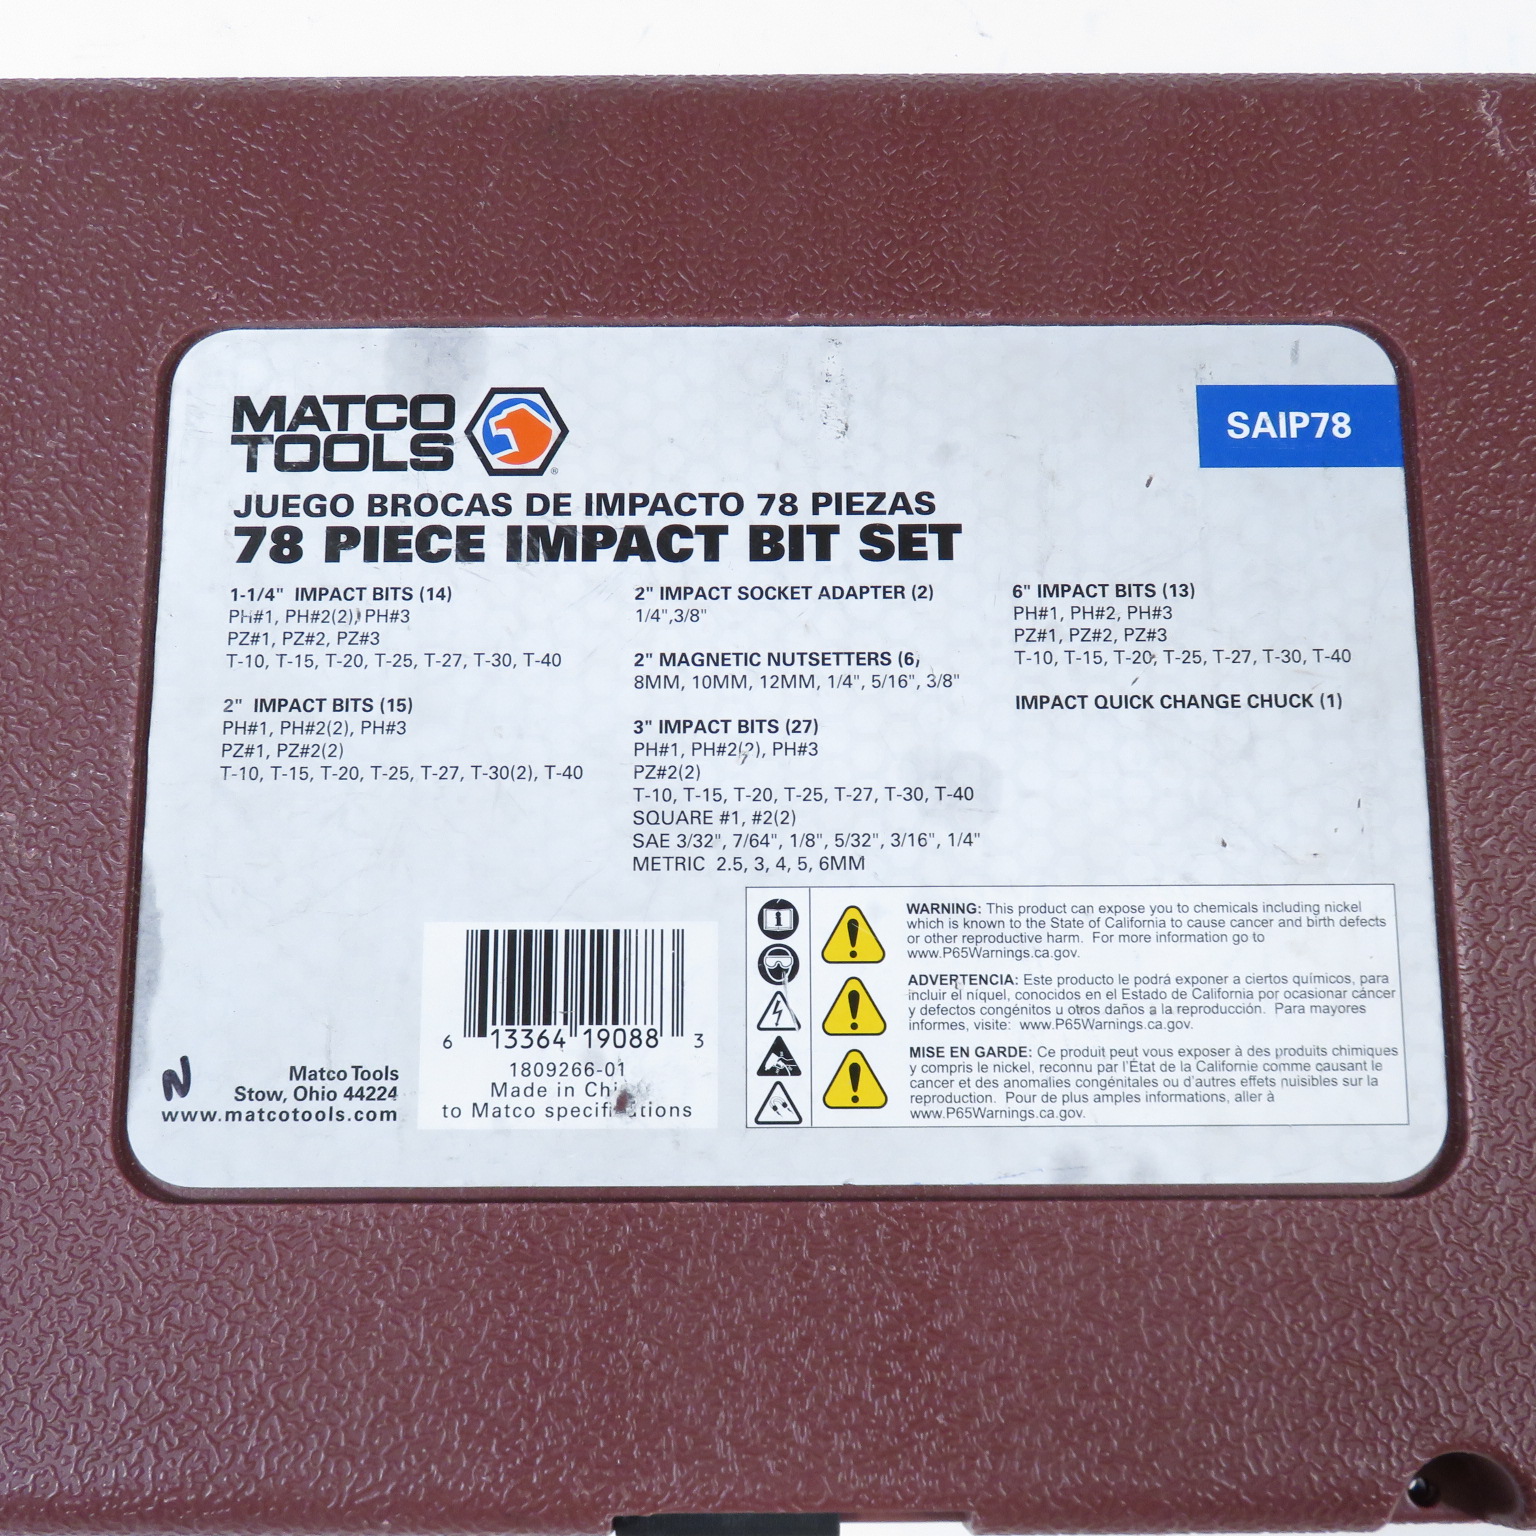 MATCO
TOOLS
®
SAIP78
JUEGO BROCAS DE IMPACTO 78 PIEZAS
78 PIECE IMPACT BIT SET
1-1/4" IMPACT BITS (14)
PH#1, PH#2(2), PH#3
PZ#1, PZ#2, PZ#3
T-10, T-15, T-20, T-25, T-27, T-30, T-40
2" IMPACT BITS (15)
PH#1, PH#2(2), PH#3
PZ#1, PZ#2(2)
T-10, T-15, T-20, T-25, T-27, T-30(2), T-40
2" IMPACT SOCKET ADAPTER (2)
1/4",3/8"
2" MAGNETIC NUTSETTERS (6)
8MM, 10MM, 12MM, 1/4", 5/16", 3/8"
3" IMPACT BITS (27)
PH#1, PH#2(2), PH#3
PZ#2(2)
T-10, T-15, T-20, T-25, T-27, T-30, T-40
SQUARE #1, #2(2)
SAE 3/32", 7/64", 1/8", 5/32", 3/16", 1/4"
METRIC 2.5, 3, 4, 5, 6MM
6" IMPACT BITS (13)
PH#1, PH#2, PH#3
PZ#1, PZ#2, PZ#3
T-10, T-15, T-20, T-25, T-27, T-30, T-40
IMPACT QUICK CHANGE CHUCK (1)
N
Matco Tools
Stow, Ohio 44224
www.matcotools.com
6 13364 19088 3
1809266-01
Made in China
to Matco specifications
WARNING: This product can expose you to chemicals including nickel
which is known to the State of California to cause cancer and birth defects
or other reproductive harm. For more information go to
www.P65Warnings.ca.gov.
ADVERTENCIA: Este producto le podrá exponer a ciertos químicos, para
incluir el níquel, conocidos en el Estado de California por ocasionar cáncer
y defectos congénitos u otros daños a la reproducción. Para mayores
informes, visite: www.P65Warnings.ca.gov.
MISE EN GARDE: Ce produit peut vous exposer à des produits chimiques
y compris le nickel, reconnu par l'État de la Californie comme causant le
cancer et des anomalies congénitales ou d'autres effets nuisibles sur la
reproduction. Pour de plus amples informations, aller à
www.P65Warnings.ca.gov.